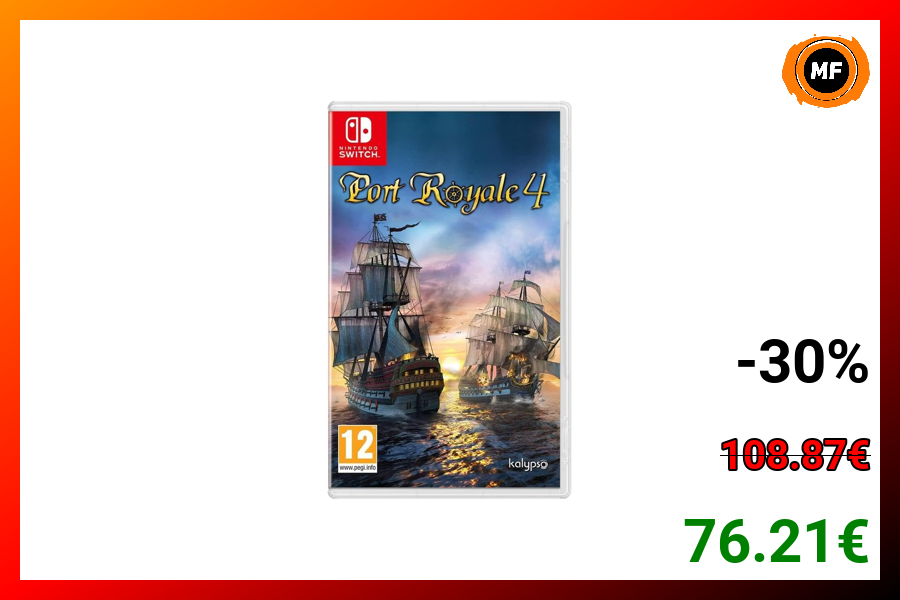 MF
NINTENDO
SWITCH.
Port Royale 4
12
www.pegi.info
kalypso
-30%
108.87€
76.21€